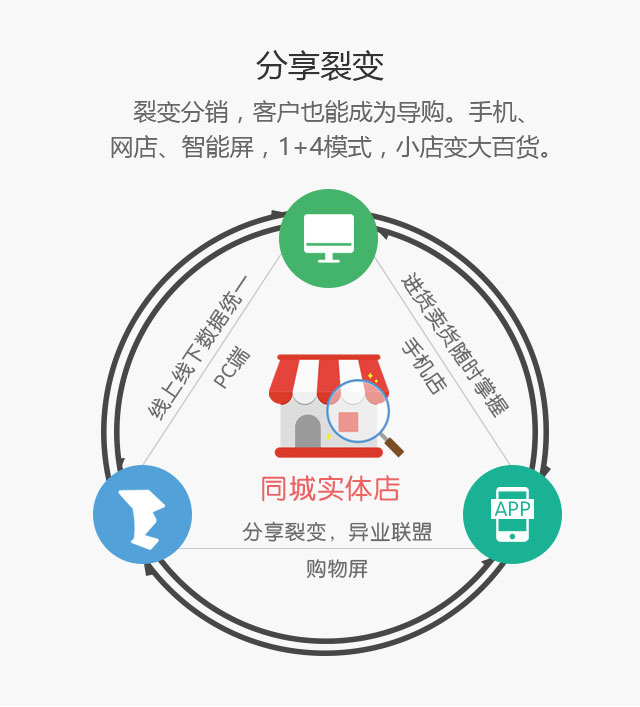 分享裂变
裂变分销，客户也能成为导购。手机、
网店、智能屏，1+4模式，小店变大百货。
线上线下数据统一
PC端
进货卖货随时掌握
手机店
APP
同城实体店
分享裂变，异业联盟
购物屏